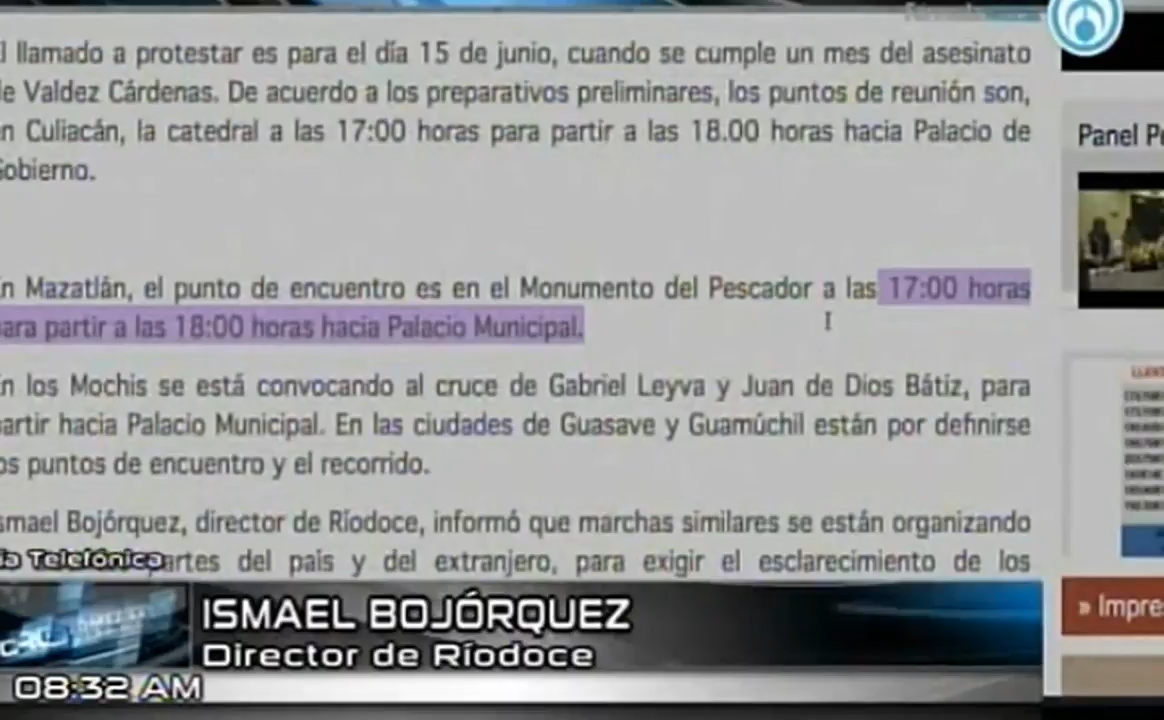 l llamado a protestar es para el día 15 de junio, cuando se cumple un mes del asesinato
e Valdez Cárdenas. De acuerdo a los preparativos preliminares, los puntos de reunión son,
n Culiacán, la catedral a las 17:00 horas para partir a las 18.00 horas hacia Palacio de
obierno.
Panel P
n Mazatlán, el punto de encuentro es en el Monumento del Pescador a las 17:00 horas
ara partir a las 18:00 horas hacia Palacio Municipal.
n los Mochis se está convocando al cruce de Gabriel Leyva y Juan de Dios Bátiz, para
artir hacia Palacio Municipal. En las ciudades de Guasave y Guamúchil están por definirse
os puntos de encuentro y el recorrido.
smael Bojórquez, director de Ríodoce, informó que marchas similares se están organizando
a Telefónica
artes del país y del extranjero, para exigir el esclarecimiento de los
ISMAEL BOJÓRQUEZ
Director de Ríodoce
» Impre
08:32 AM